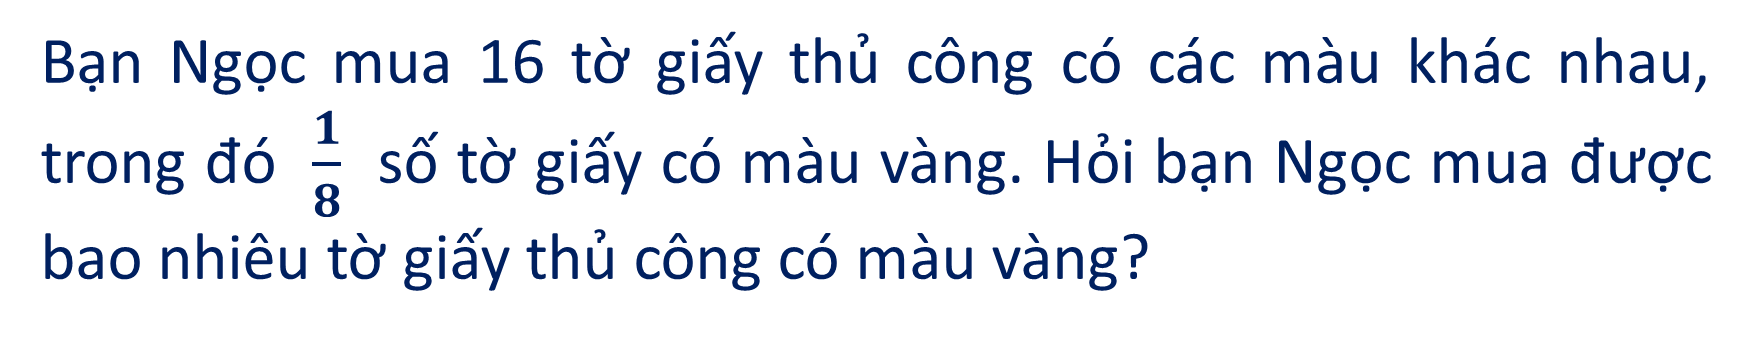 Bạn Ngọc mua 16 tờ giấy thủ công có các màu khác nhau,
trong đó 1/8 số tờ giấy có màu vàng. Hỏi bạn Ngọc mua được
bao nhiêu tờ giấy thủ công có màu vàng?